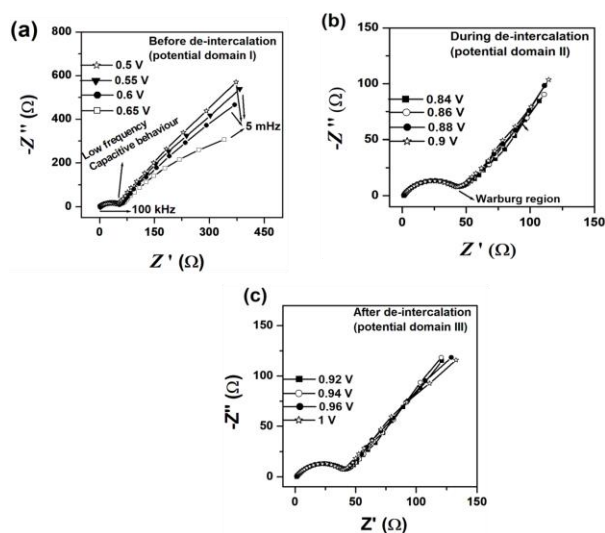 (a)
Before de-intercalation
(potential domain I)
0.5 V
0.55 V
0.6 V
0.65 V
Low frequency
Capacitive behaviour
5 mHz
100 kHz
-Z'' (Ω)
800
600
400
200
0
0 150 300 450
Z ' (Ω)
(b)
During de-intercalation
(potential domain II)
0.84 V
0.86 V
0.88 V
0.9 V
Warburg region
-Z'' (Ω)
150
100
50
0
0 50 100 150
Z ' (Ω)
(c)
After de-intercalation
(potential domain III)
0.92 V
0.94 V
0.96 V
1 V
-Z'' (Ω)
150
100
50
0
0 50 100 150
Z' (Ω)